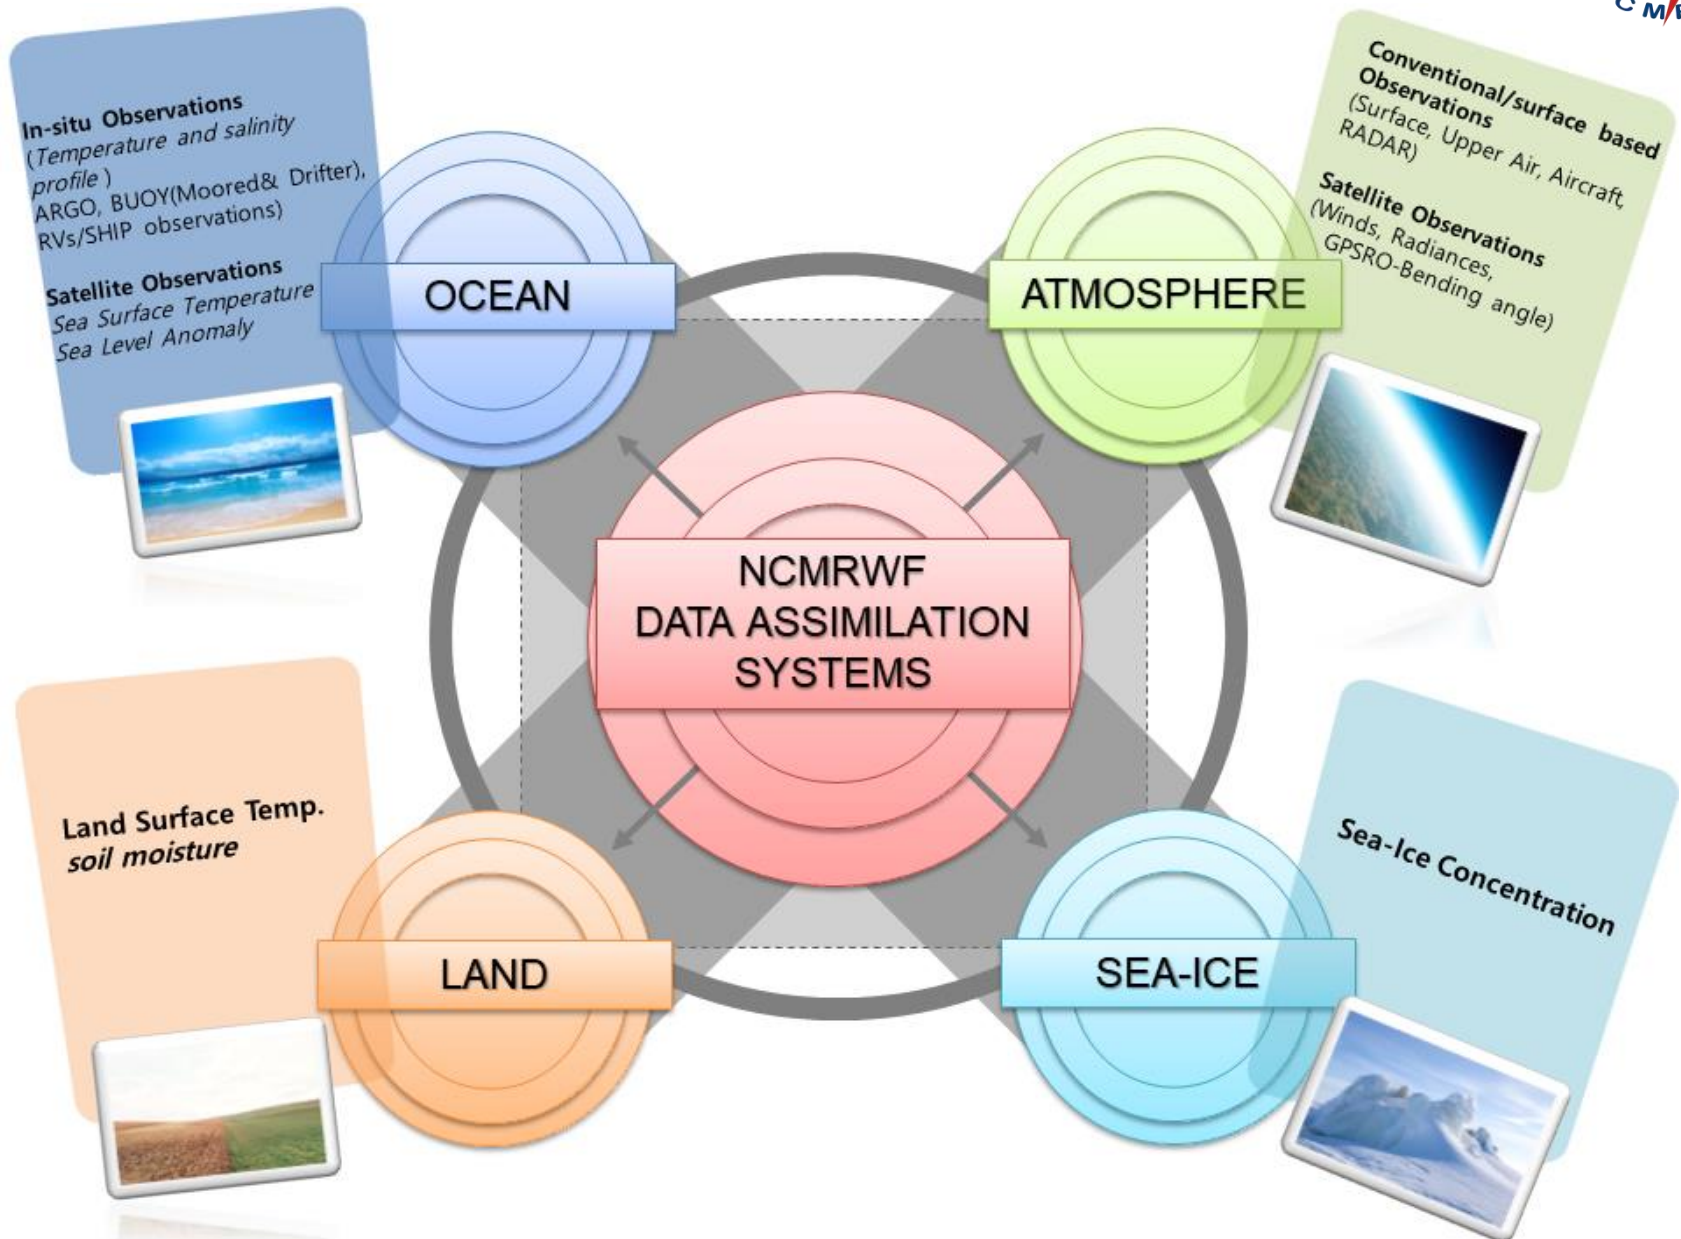 In-situ Observations
(Temperature and salinity
profile )
ARGO, BUOY(Moored& Drifter),
RVs/SHIP observations)
Satellite Observations
Sea Surface Temperature
Sea Level Anomaly
OCEAN
Conventional/surface based
Observations
(Surface, Upper Air, Aircraft,
RADAR)
Satellite Observations
(Winds, Radiances,
GPSRO-Bending angle)
ATMOSPHERE
NCMRWF
DATA ASSIMILATION
SYSTEMS
Land Surface Temp.
soil moisture
LAND
Sea-Ice Concentration
SEA-ICE